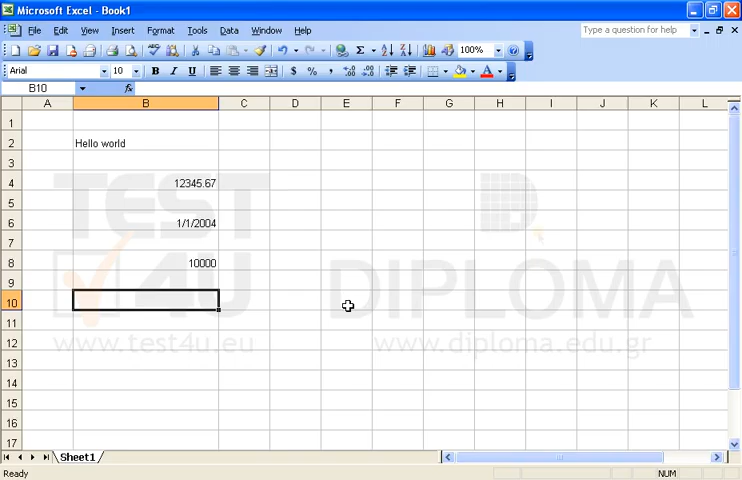 Microsoft Excel - Book1
File Edit View Insert Format Tools Data Window Help Type a question for help
100%
Arial 10 B I U $ % ,
B10 fx
A B C D E F G H I J K L
1
2 Hello world
3
4 12345.67
5
6 1/1/2004
7
8 10000
9
10
11
12
13
14
15
16
17
TEST
4U DIPLOMA
www.test4u.eu www.diploma.edu.gr
Sheet1
Ready NUM